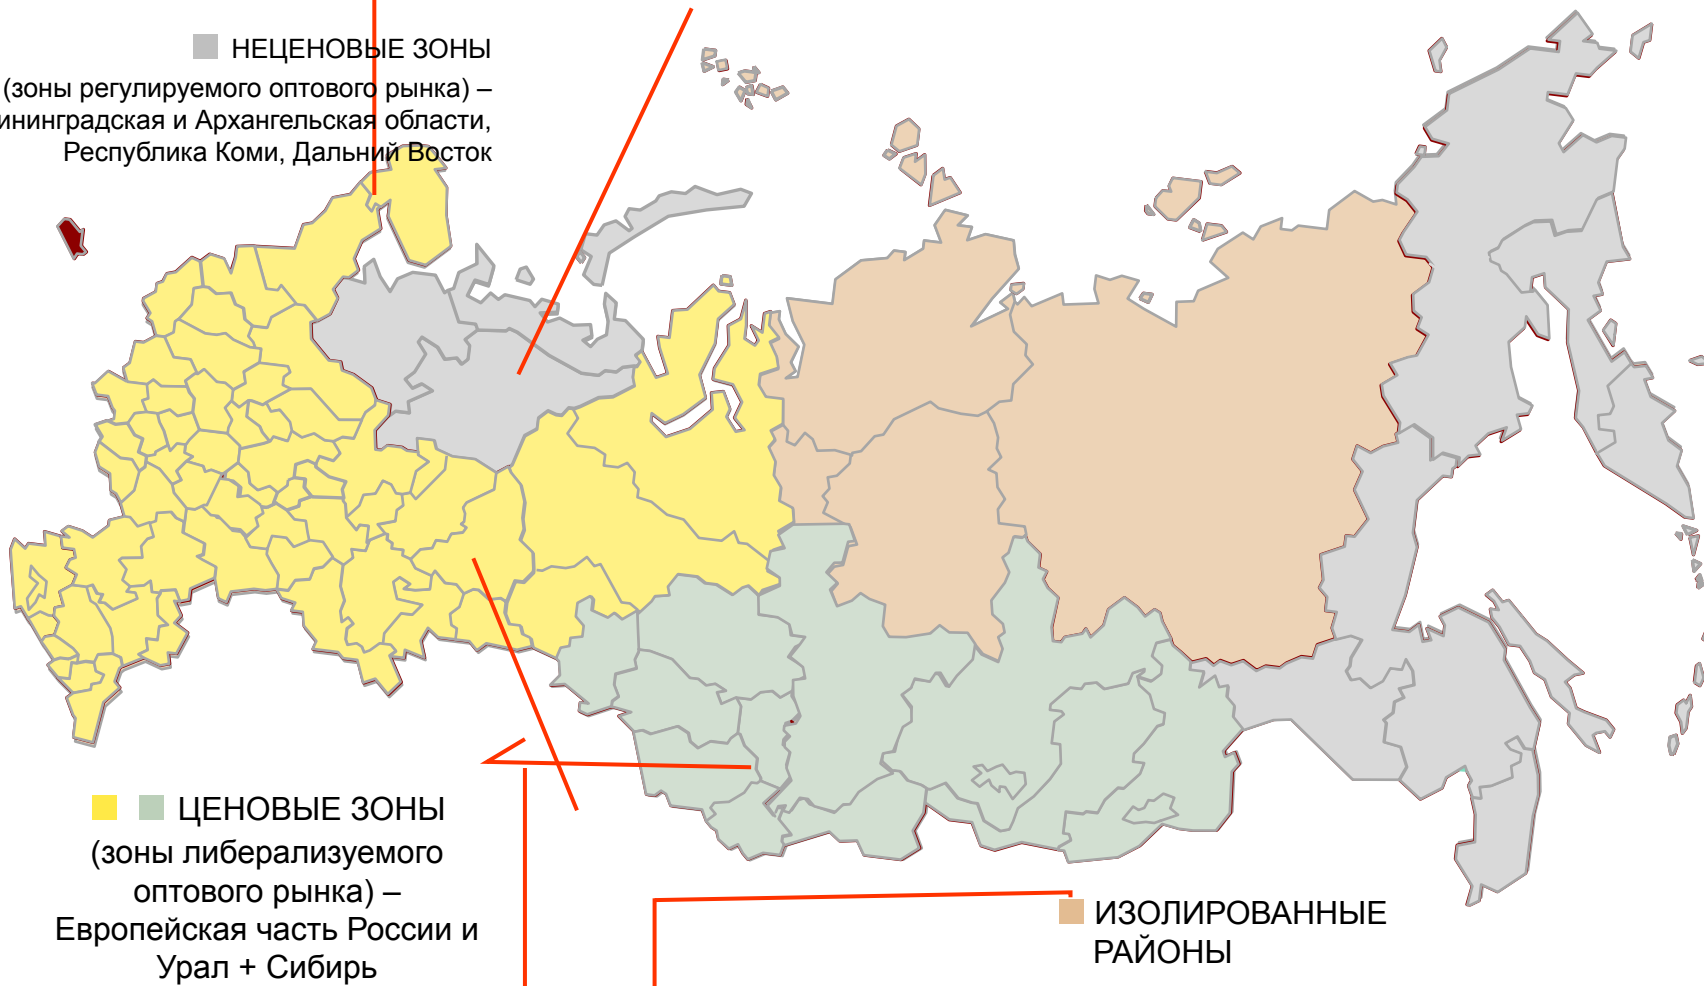 НЕЦЕНОВЫЕ ЗОНЫ
(зоны регулируемого оптового рынка) –
и Архангельская области,
Республика Коми, Дальний Восток
ЦЕНОВЫЕ ЗОНЫ
(зоны либерализуемого
оптового рынка) –
Европейская часть России и
Урал + Сибирь
ИЗОЛИРОВАННЫЕ
РАЙОНЫ